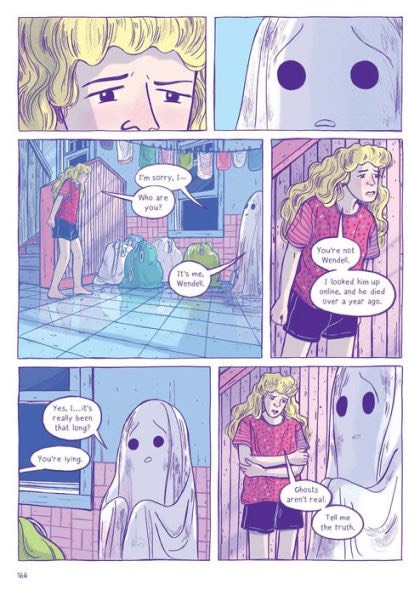 I'm sorry, I--
Who are
you?
It's me,
Wendell.
You're not
Wendell.
I looked him up
online, and he died
over a year ago.
Yes, I...it's
really been
that long?
You're lying.
Ghosts
aren't real.
Tell me
the truth.
166